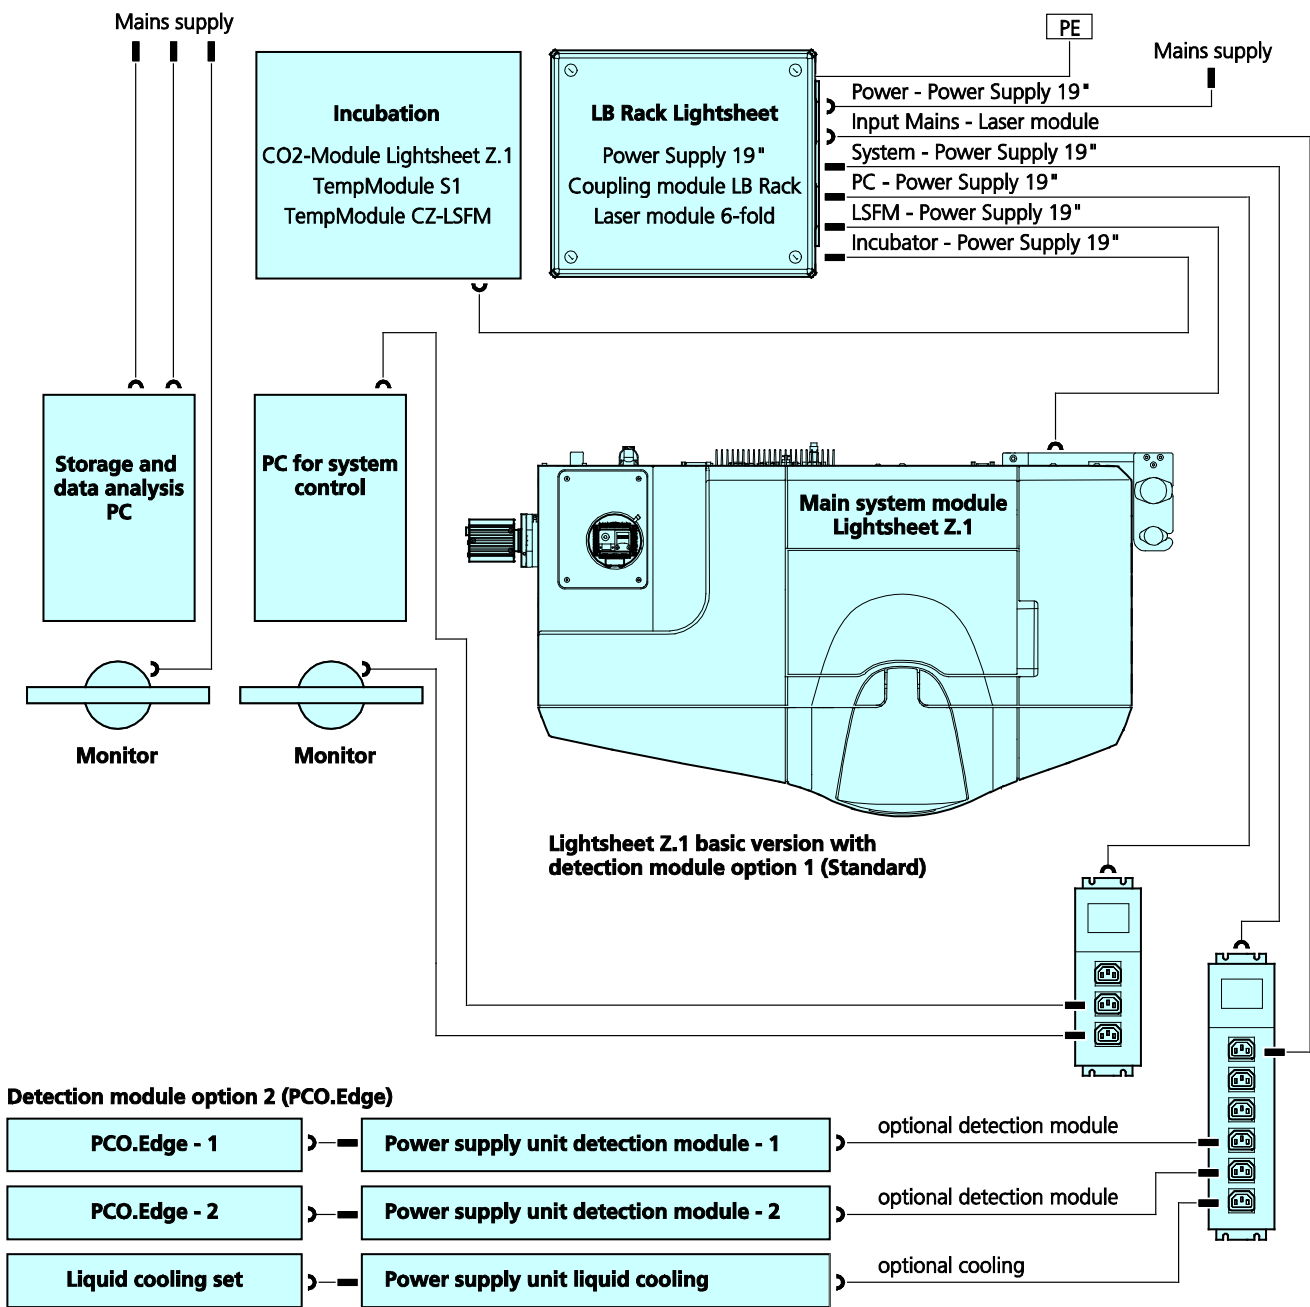 Mains supply
PE
Mains supply
Incubation
CO2-Module Lightsheet Z.1
TempModule S1
TempModule CZ-LSFM
LB Rack Lightsheet
Power Supply 19"
Coupling module LB Rack
Laser module 6-fold
Power - Power Supply 19"
Input Mains - Laser module
System - Power Supply 19"
PC - Power Supply 19"
LSFM - Power Supply 19"
Incubator - Power Supply 19"
Storage and
data analysis
PC
PC for system
control
Main system module
Lightsheet Z.1
Monitor
Monitor
Lightsheet Z.1 basic version with
detection module option 1 (Standard)
Detection module option 2 (PCO.Edge)
PCO.Edge - 1
Power supply unit detection module - 1
optional detection module
PCO.Edge - 2
Power supply unit detection module - 2
optional detection module
Liquid cooling set
Power supply unit liquid cooling
optional cooling